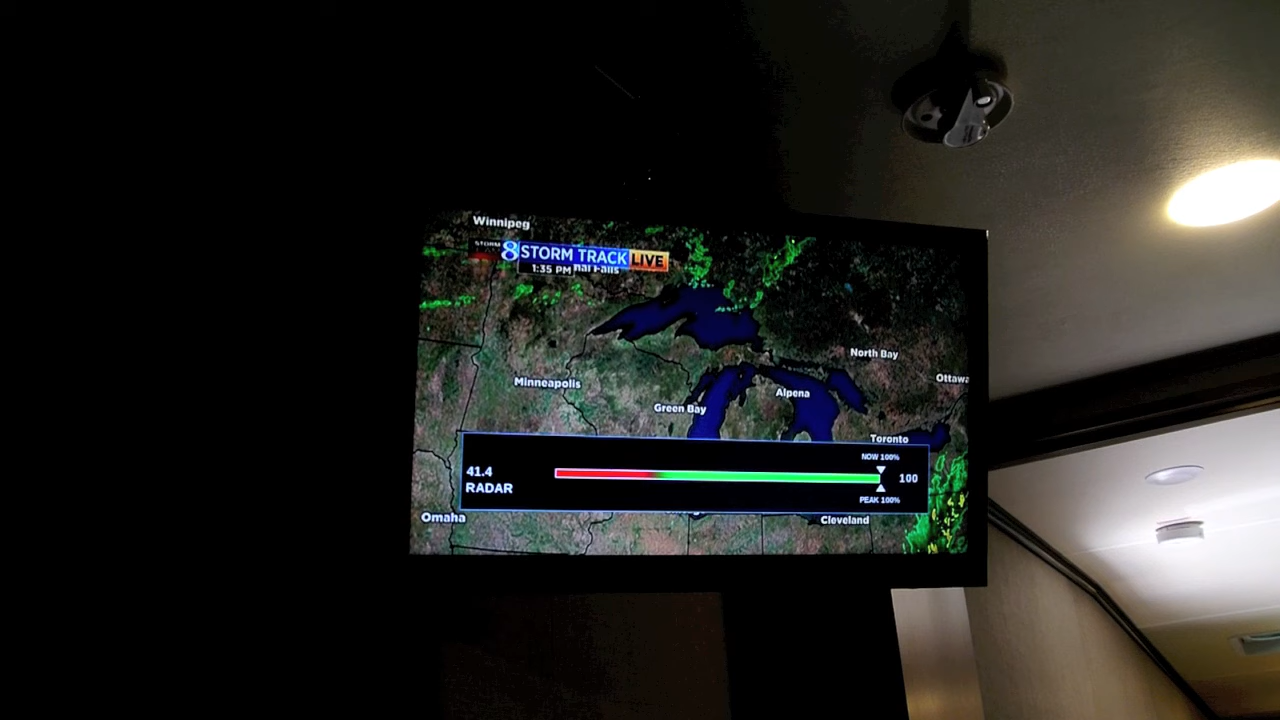 Winnipeg
STORM
8 STORM TRACK LIVE
1:35 PM
North Bay
Minneapolis
Ottawa
Alpena
Green Bay
Toronto
NOW 100%
41.4
RADAR
100
PEAK 100%
Omaha
Cleveland